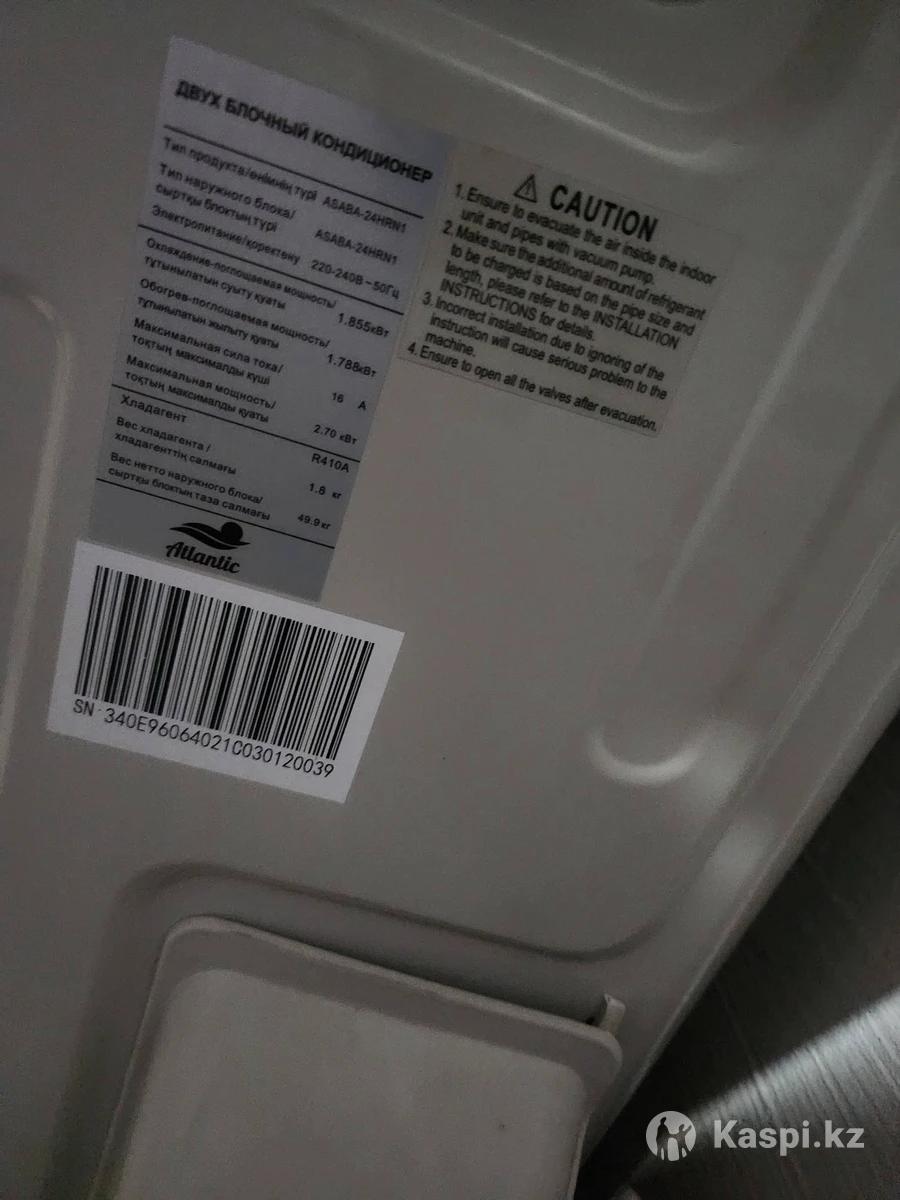 ДВУХ БЛОЧНЫЙ КОНДИЦИОНЕР
Тип продукта/өнімнің түрі ASABA-24HRN1
Тип наружного блока/
сыртқы блоктың түрі ASABA-24HRN1
Электропитание/қоректену 220-240В ~ 50Гц
Охлаждение-поглощаемая мощность/
тұтынылатын суыту қуаты 1.855кВт
Обогрев-поглощаемая мощность/
тұтынылатын жылыту қуаты 1.788кВт
Максимальная сила тока/
тоқтың максималды күші 16 А
Максимальная мощность/
тоқтың максималды қуаты 2.70 кВт
Хладагент R410A
Вес хладагента /
хладагенттің салмағы 1.8 кг
Вес нетто наружного блока/
сыртқы блоктың таза салмағы 49.9 кг
Atlantic
SN 340E96064021C030120039
⚠ CAUTION
1. Ensure to evacuate the air inside the indoor
unit and pipes with vacuum pump.
2. Make sure the additional amount of refrigerant
to be charged is based on the pipe size and
length, please refer to the INSTALLATION
INSTRUCTIONS for details.
3. Incorrect installation due to ignoring of the
instruction will cause serious problem to the
machine.
4. Ensure to open all the valves after evacuation.
Kaspi.kz